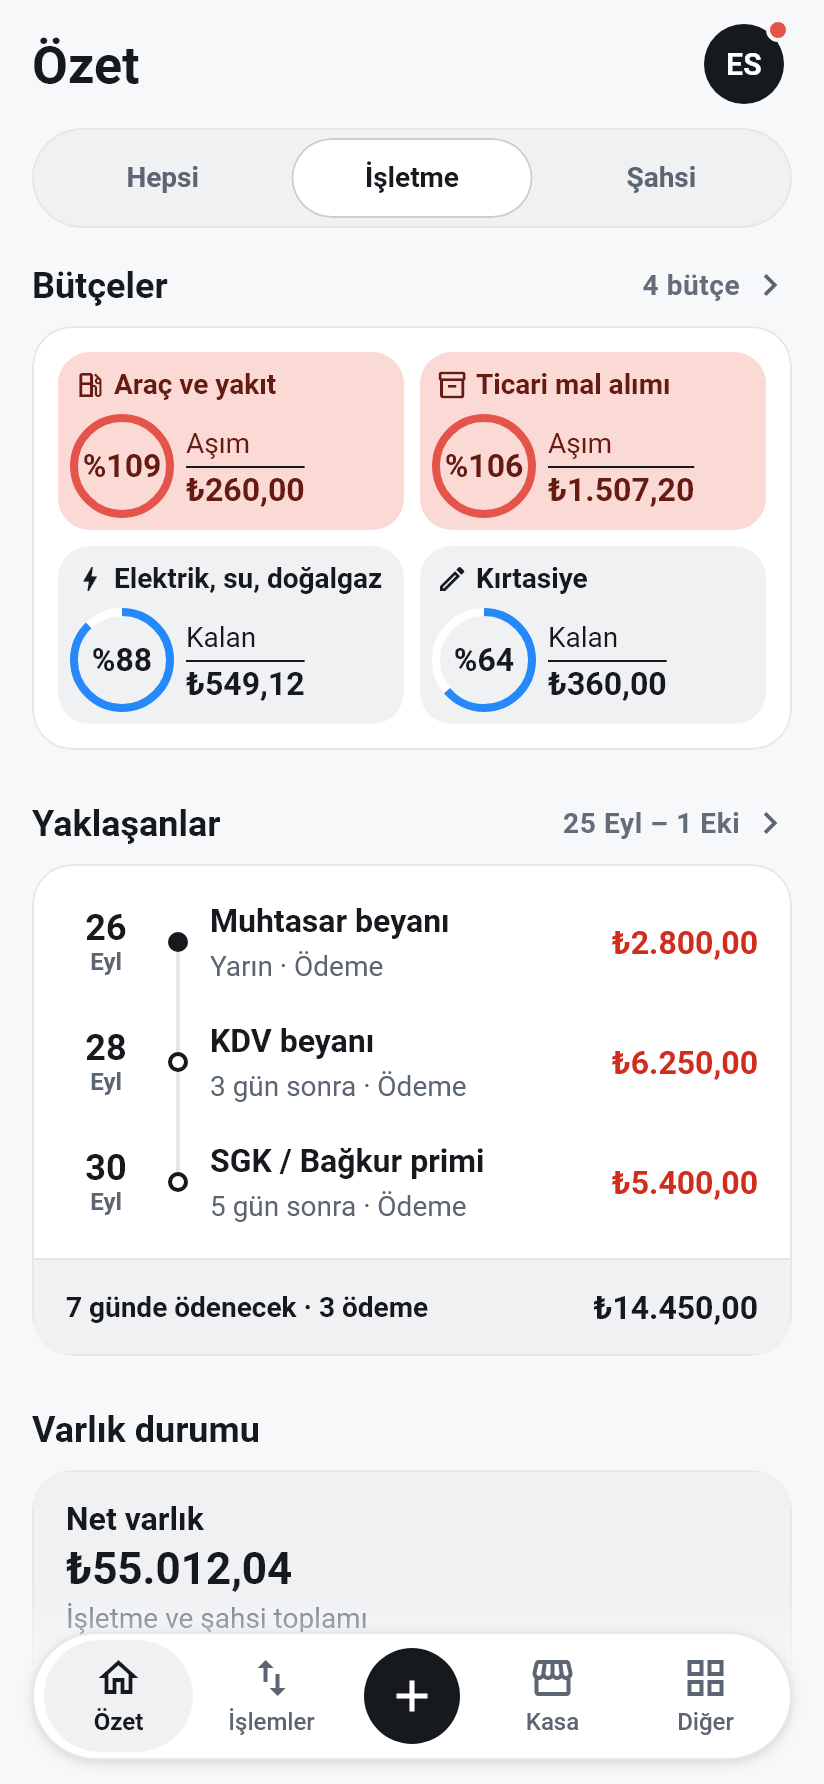 Özet
ES
Hepsi
İşletme
Şahsi
Bütçeler
4 bütçe
Araç ve yakıt
%109
Aşım
₺260,00
Ticari mal alımı
%106
Aşım
₺1.507,20
Elektrik, su, doğalgaz
%88
Kalan
₺549,12
Kırtasiye
%64
Kalan
₺360,00
Yaklaşanlar
25 Eyl – 1 Eki
26
Eyl
Muhtasar beyanı
Yarın · Ödeme
₺2.800,00
28
Eyl
KDV beyanı
3 gün sonra · Ödeme
₺6.250,00
30
Eyl
SGK / Bağkur primi
5 gün sonra · Ödeme
₺5.400,00
7 günde ödenecek · 3 ödeme
₺14.450,00
Varlık durumu
Net varlık
₺55.012,04
İşletme ve şahsi toplamı
Özet
İşlemler
Kasa
Diğer